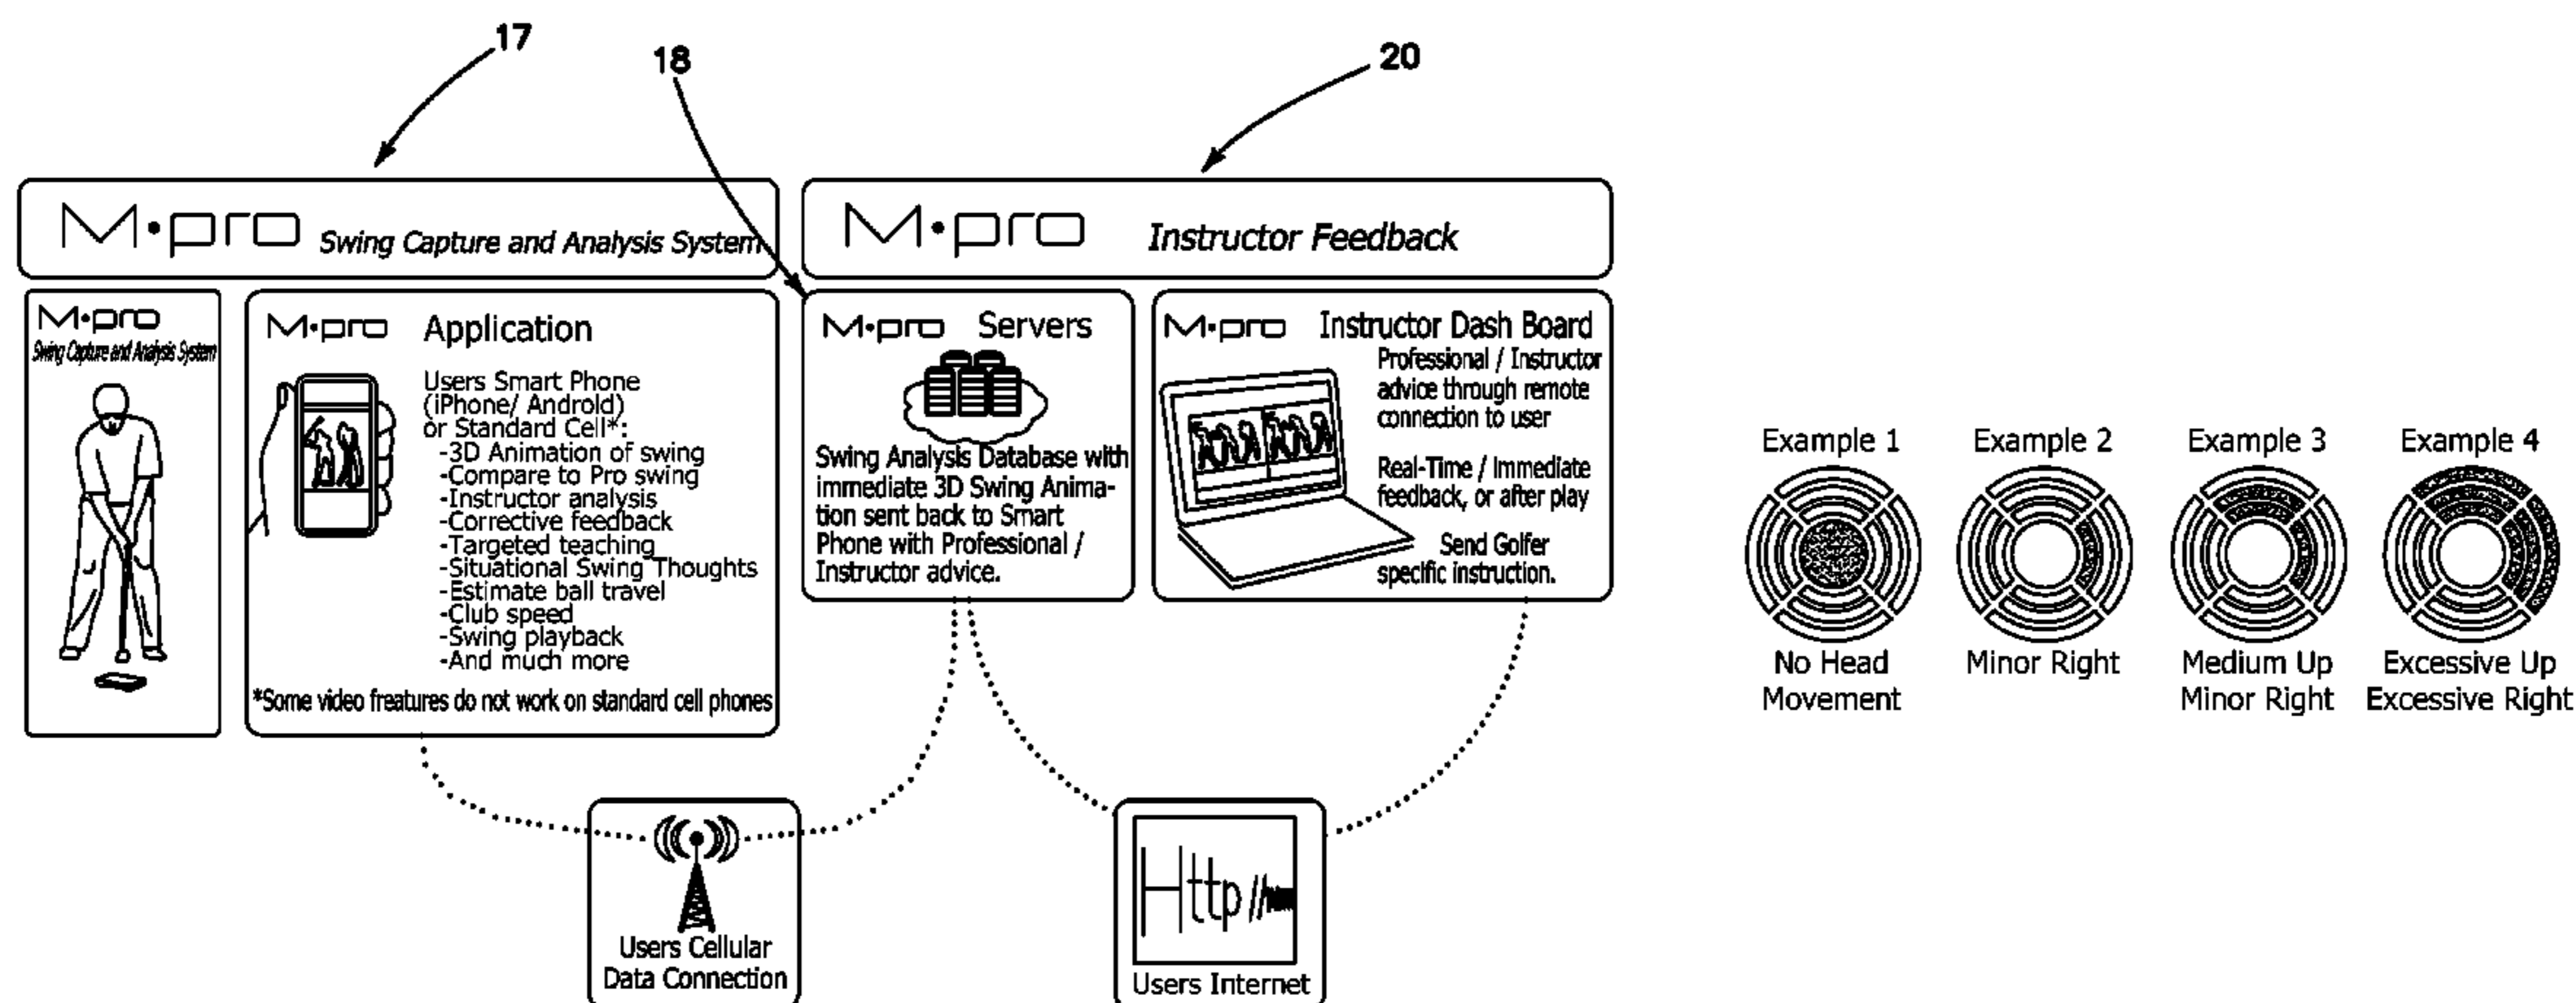 17
18
20
M·pro Swing Capture and Analysis System
M·pro Instructor Feedback
M·pro
Swing Capture and Analysis System
M·pro Application
Users Smart Phone
(iPhone/ Android)
or Standard Cell*:
-3D Animation of swing
-Compare to Pro swing
-Instructor analysis
-Corrective feedback
-Targeted teaching
-Situational Swing Thoughts
-Estimate ball travel
-Club speed
-Swing playback
-And much more
*Some video freatures do not work on standard cell phones
M·pro Servers
Swing Analysis Database with
immediate 3D Swing Anima-
tion sent back to Smart
Phone with Professional /
Instructor advice.
M·pro Instructor Dash Board
Professional / Instructor
advice through remote
connection to user
Real-Time / Immediate
feedback, or after play
Send Golfer
specific instruction.
Users Cellular
Data Connection
Http//
Users Internet
Example 1
No Head
Movement
Example 2
Minor Right
Example 3
Medium Up
Minor Right
Example 4
Excessive Up
Excessive Right